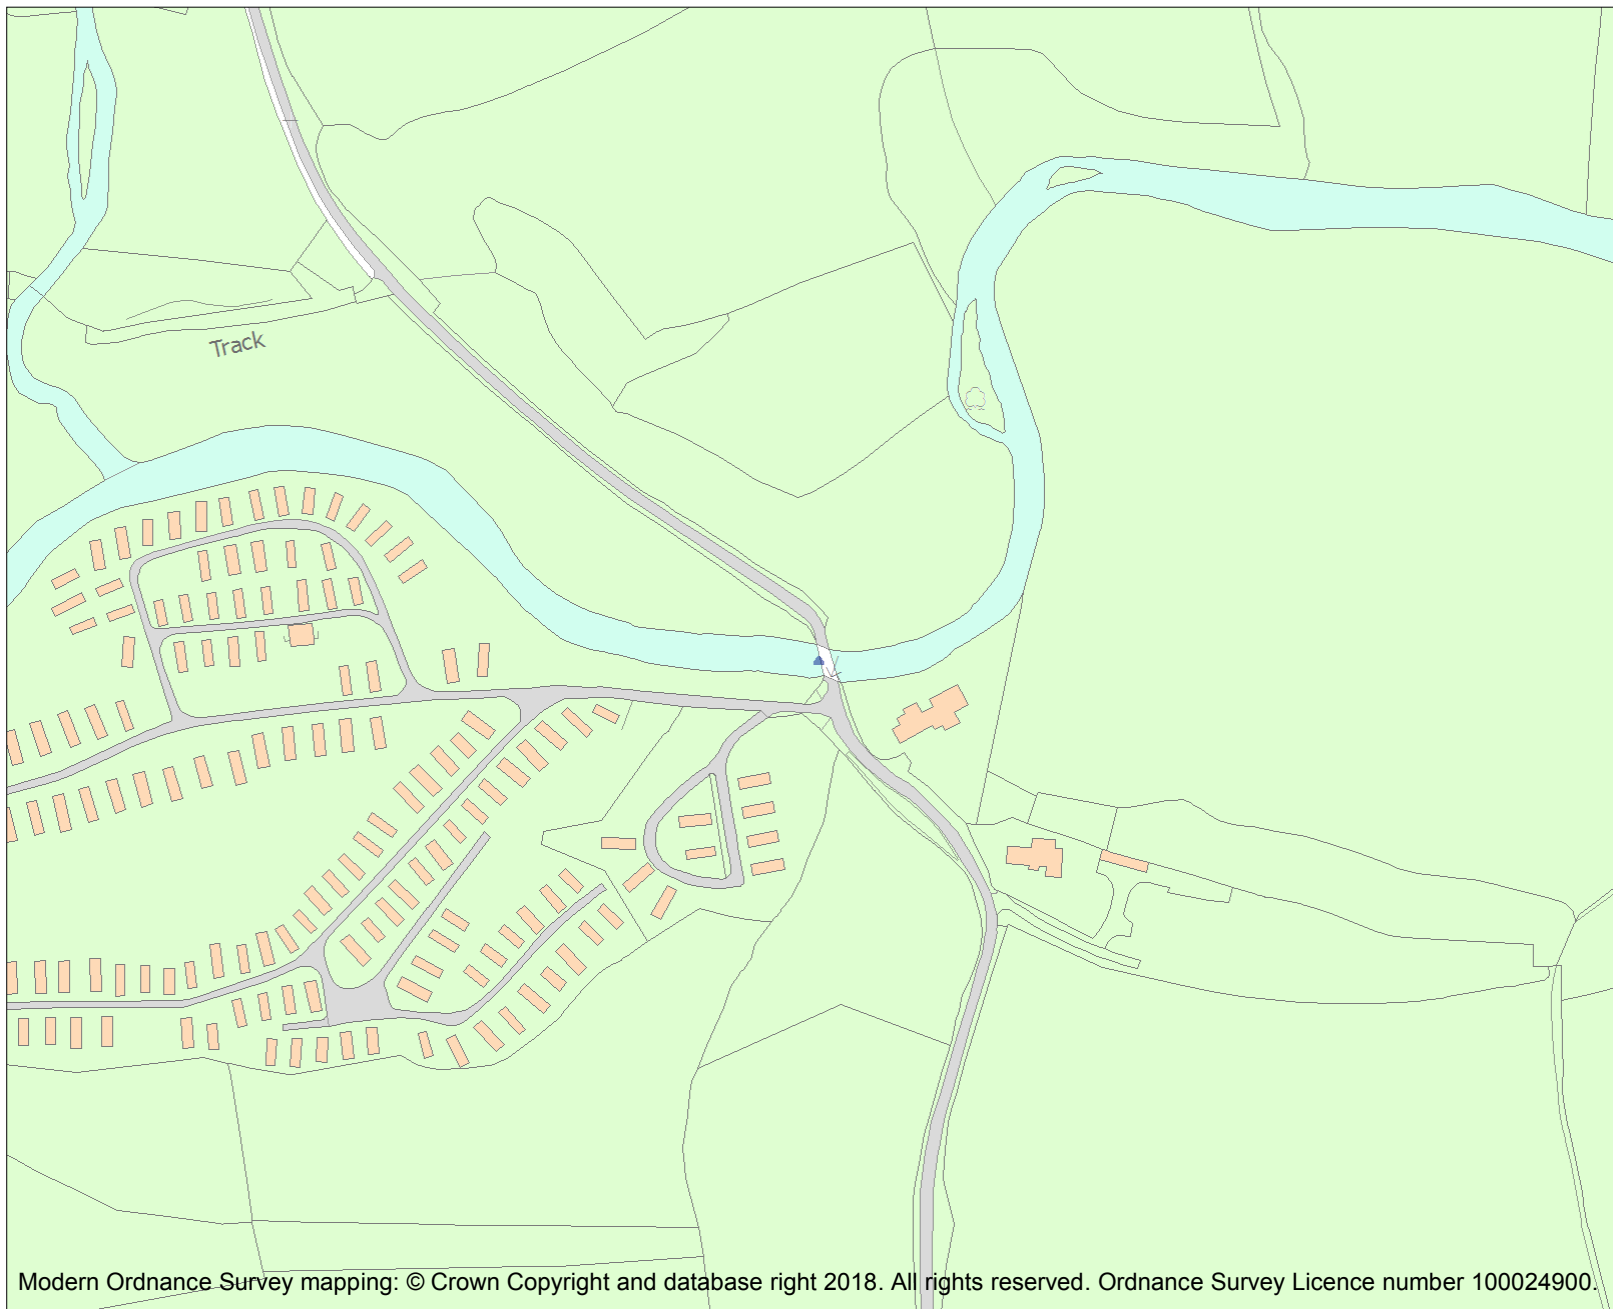 Track
Modern Ordnance Survey mapping: © Crown Copyright and database right 2018. All rights reserved. Ordnance Survey Licence number 100024900.